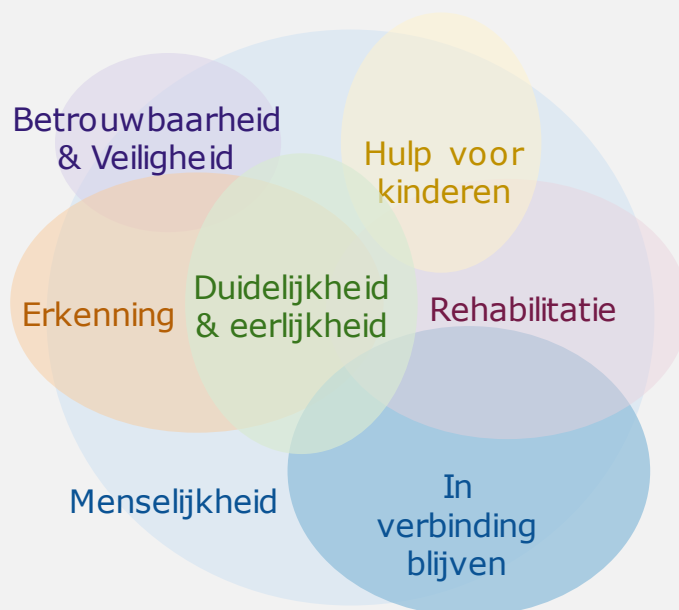 Betrouwbaarheid
& Veiligheid
Hulp voor
kinderen
Erkenning
Duidelijkheid
& eerlijkheid
Rehabilitatie
Menselijkheid
In
verbinding
blijven